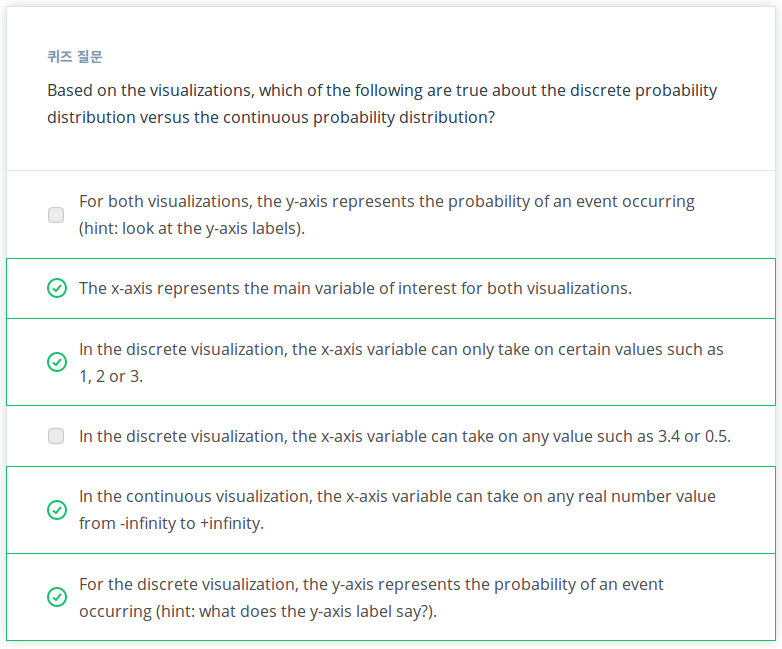 퀴즈 질문
Based on the visualizations, which of the following are true about the discrete probability
distribution versus the continuous probability distribution?
For both visualizations, the y-axis represents the probability of an event occurring
(hint: look at the y-axis labels).
The x-axis represents the main variable of interest for both visualizations.
In the discrete visualization, the x-axis variable can only take on certain values such as
1, 2 or 3.
In the discrete visualization, the x-axis variable can take on any value such as 3.4 or 0.5.
In the continuous visualization, the x-axis variable can take on any real number value
from -infinity to +infinity.
For the discrete visualization, the y-axis represents the probability of an event
occurring (hint: what does the y-axis label say?).